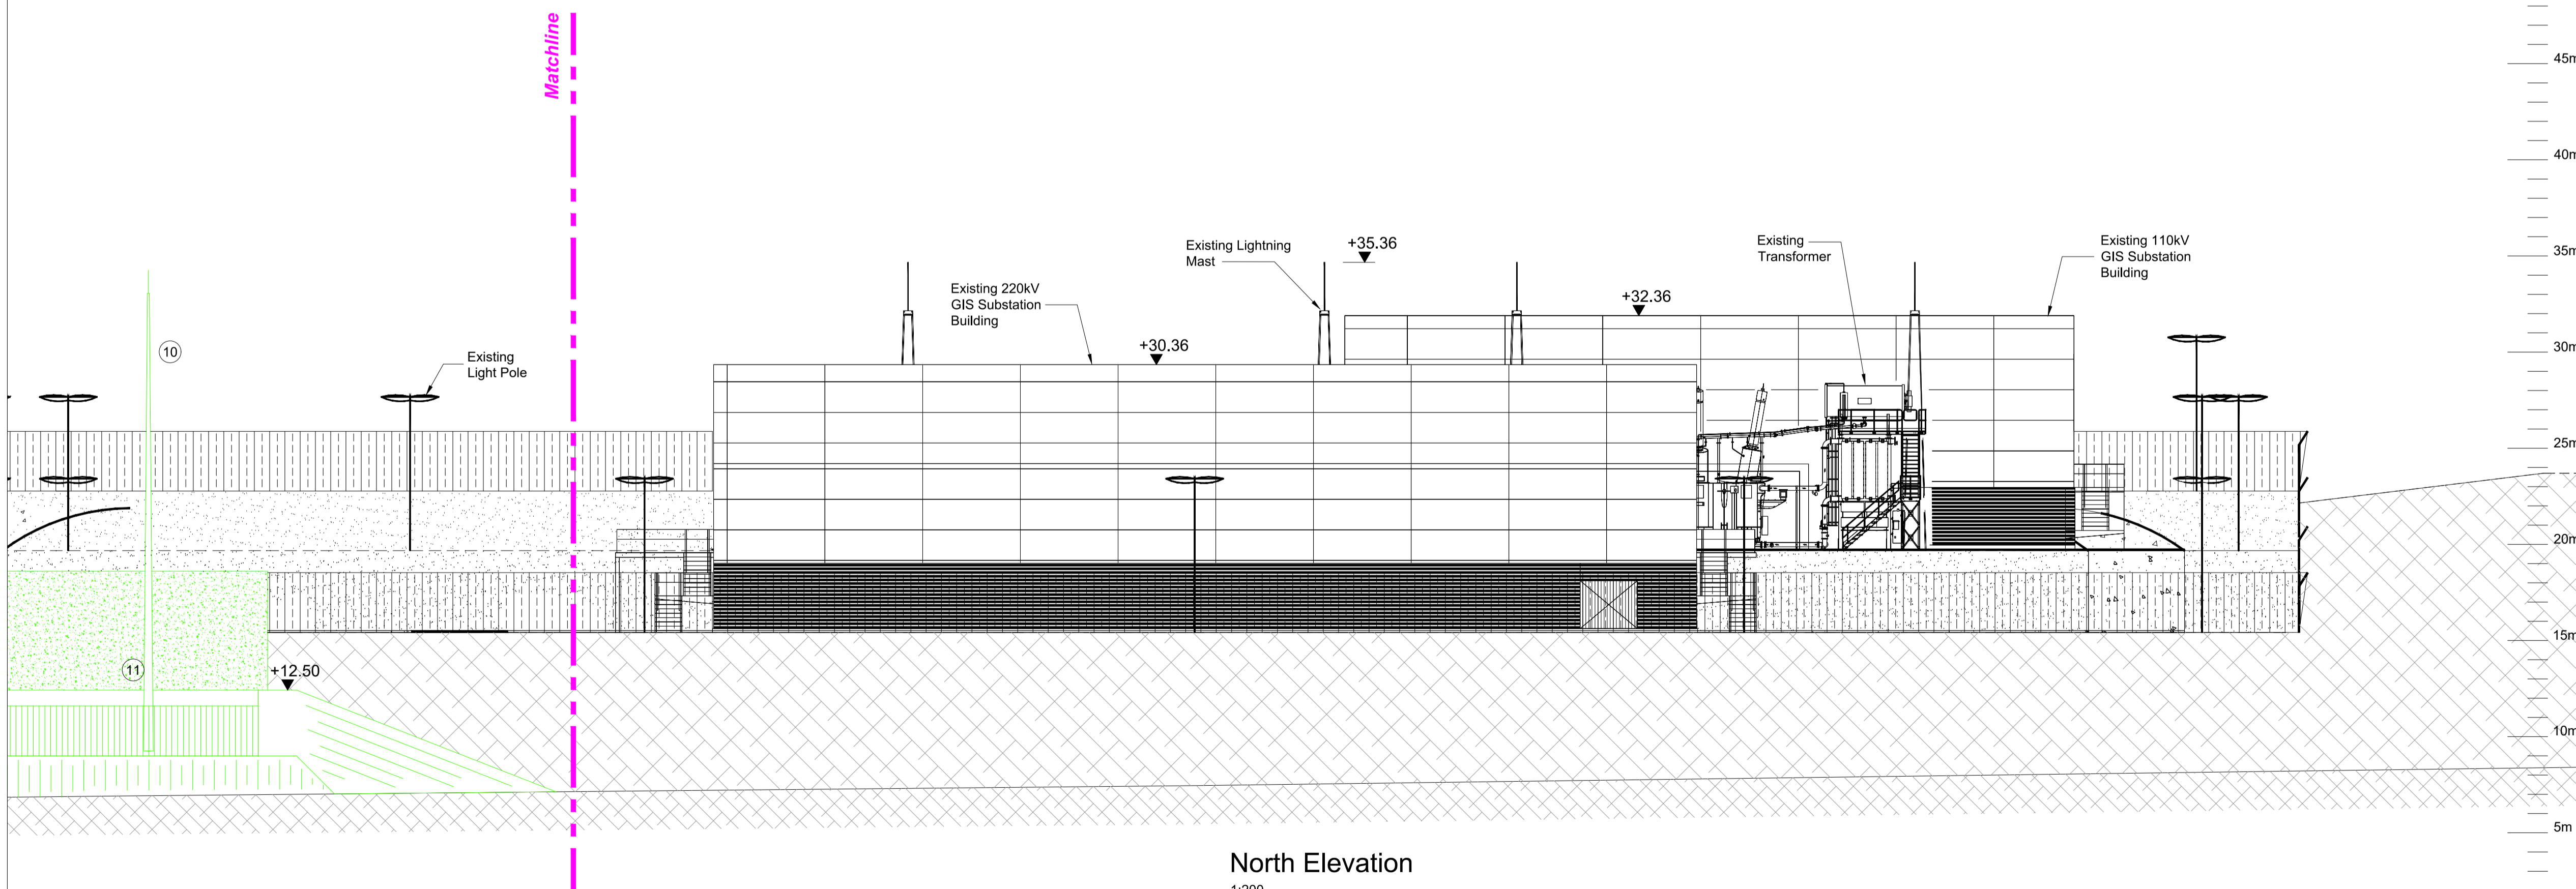 Matchline
45m
40m
35m
30m
25m
20m
15m
10m
5m
Existing Lightning
Mast
+35.36
Existing
Transformer
Existing 110kV
GIS Substation
Building
Existing 220kV
GIS Substation
Building
+32.36
+30.36
10
Existing
Light Pole
11
+12.50
North Elevation